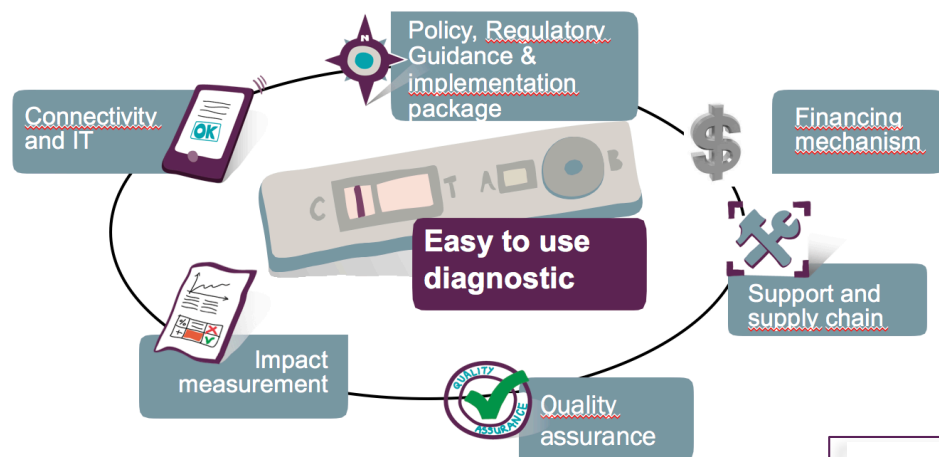 N
Policy, Regulatory
Guidance &
implementation
package
Connectivity
and IT
OK
$
Financing
mechanism
C
T
A
B
Easy to use
diagnostic
Support and
supply chain
Impact
measurement
QUALITY
ASSURANCE
Quality
assurance